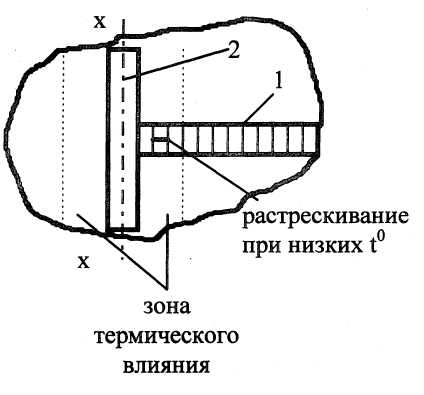 x
2
1
растрескивание
при низких t⁰
x
зона
термического
влияния